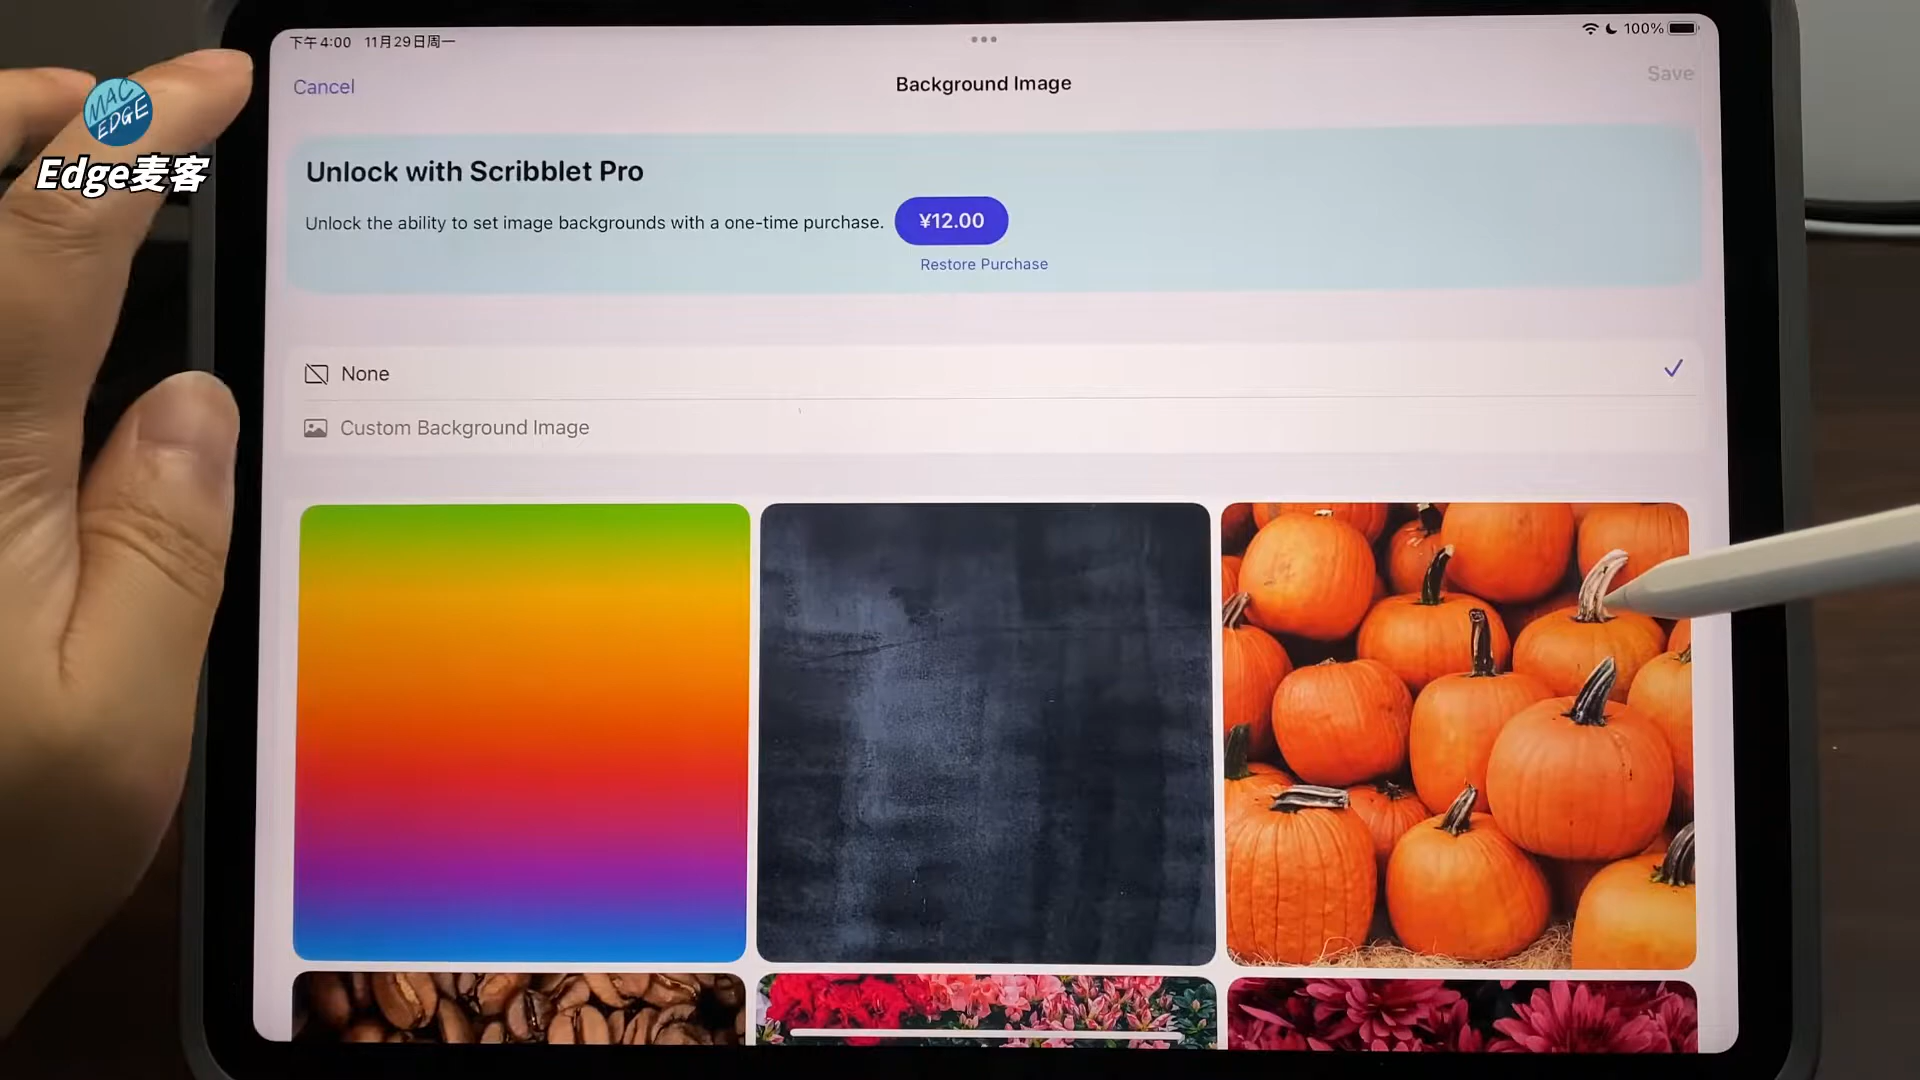 下午4:00 11月29日周一
100%
Cancel
Background Image
Save
MAC
EDGE
Edge麦客
Unlock with Scribblet Pro
Unlock the ability to set image backgrounds with a one-time purchase.
¥12.00
Restore Purchase
None
Custom Background Image